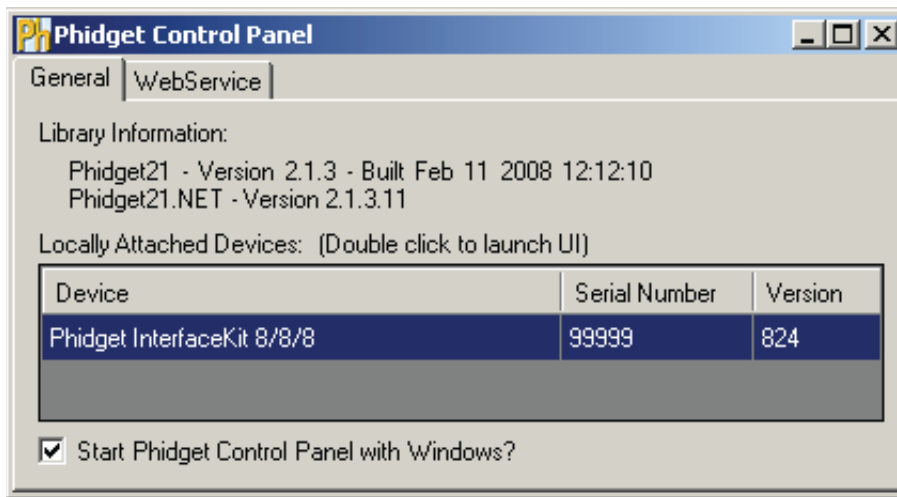 Ph Phidget Control Panel
General WebService
Library Information:
Phidget21 - Version 2.1.3 - Built Feb 11 2008 12:12:10
Phidget21.NET - Version 2.1.3.11
Locally Attached Devices: (Double click to launch UI)
Device Serial Number Version
Phidget InterfaceKit 8/8/8 99999 824
Start Phidget Control Panel with Windows?